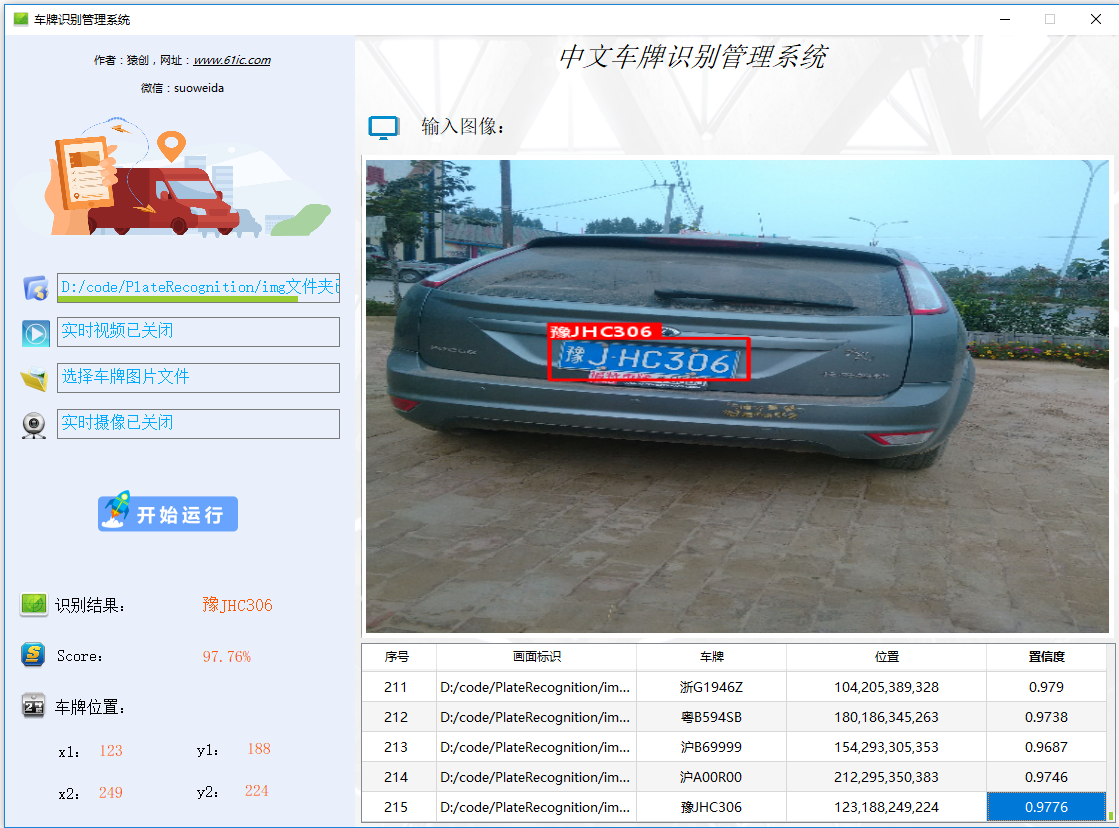 车牌识别管理系统
作者：猿创，网址：www.61ic.com
微信：suoweida
中文车牌识别管理系统
输入图像：
D:/code/PlateRecognition/img文件夹已
实时视频已关闭
选择车牌图片文件
实时摄像已关闭
开始运行
豫JHC306
豫J·HC306
识别结果： 豫JHC306
Score： 97.76%
车牌位置：
x1： 123 y1： 188
x2： 249 y2： 224
序号 画面标识 车牌 位置 置信度
211 D:/code/PlateRecognition/im... 浙G1946Z 104,205,389,328 0.979
212 D:/code/PlateRecognition/im... 粤B594SB 180,186,345,263 0.9738
213 D:/code/PlateRecognition/im... 沪B69999 154,293,305,353 0.9687
214 D:/code/PlateRecognition/im... 沪A00R00 212,295,350,383 0.9746
215 D:/code/PlateRecognition/im... 豫JHC306 123,188,249,224 0.9776